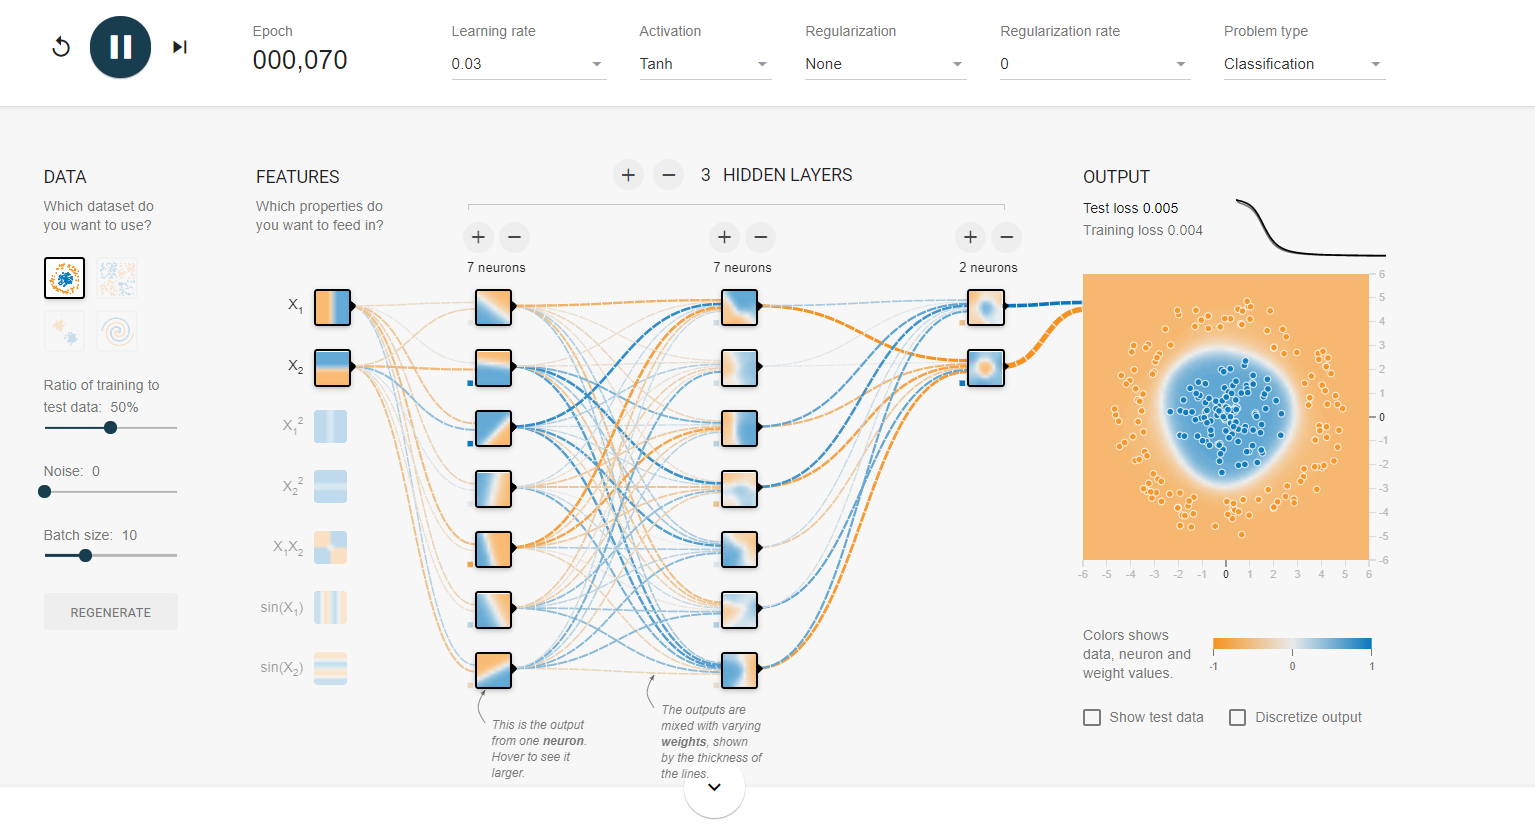 Epoch
000,070
Learning rate
0.03
Activation
Tanh
Regularization
None
Regularization rate
0
Problem type
Classification
DATA
Which dataset do
you want to use?
Ratio of training to
test data: 50%
Noise: 0
Batch size: 10
REGENERATE
FEATURES
Which properties do
you want to feed in?
X1
X2
X1²
X2²
X1X2
sin(X1)
sin(X2)
+ − 3 HIDDEN LAYERS
+ − + − + −
7 neurons 7 neurons 2 neurons
This is the output
from one neuron.
Hover to see it
larger.
The outputs are
mixed with varying
weights, shown
by the thickness of
the lines.
OUTPUT
Test loss 0.005
Training loss 0.004
6
5
4
3
2
1
0
-1
-2
-3
-4
-5
-6
-6 -5 -4 -3 -2 -1 0 1 2 3 4 5 6
Colors shows
data, neuron and
weight values.
-1 0 1
Show test data Discretize output